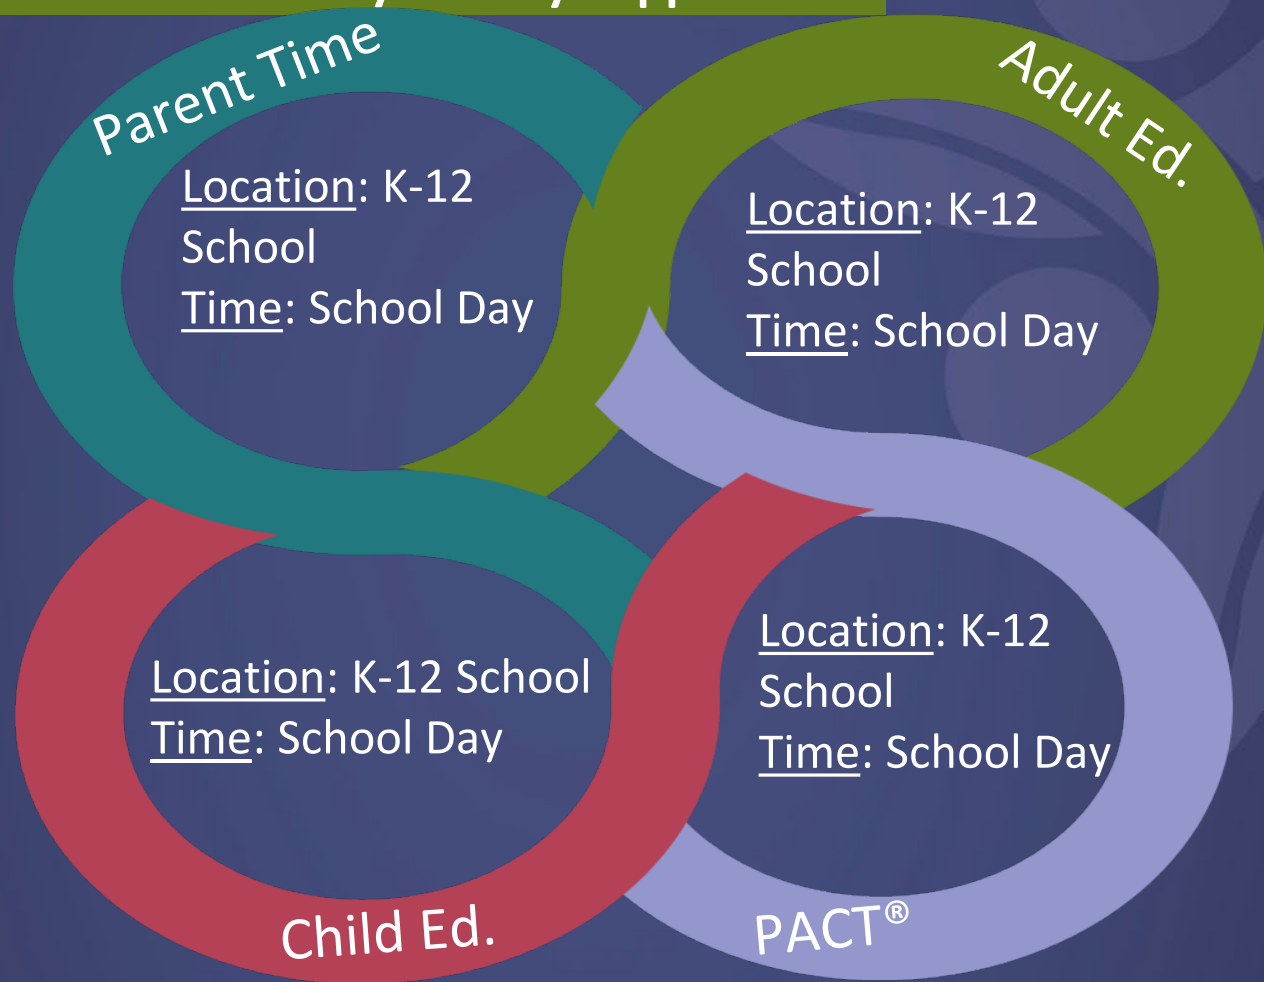 Parent Time
Adult Ed.
Location: K-12
School
Time: School Day
Location: K-12
School
Time: School Day
Location: K-12 School
Time: School Day
Location: K-12
School
Time: School Day
Child Ed.
PACT®